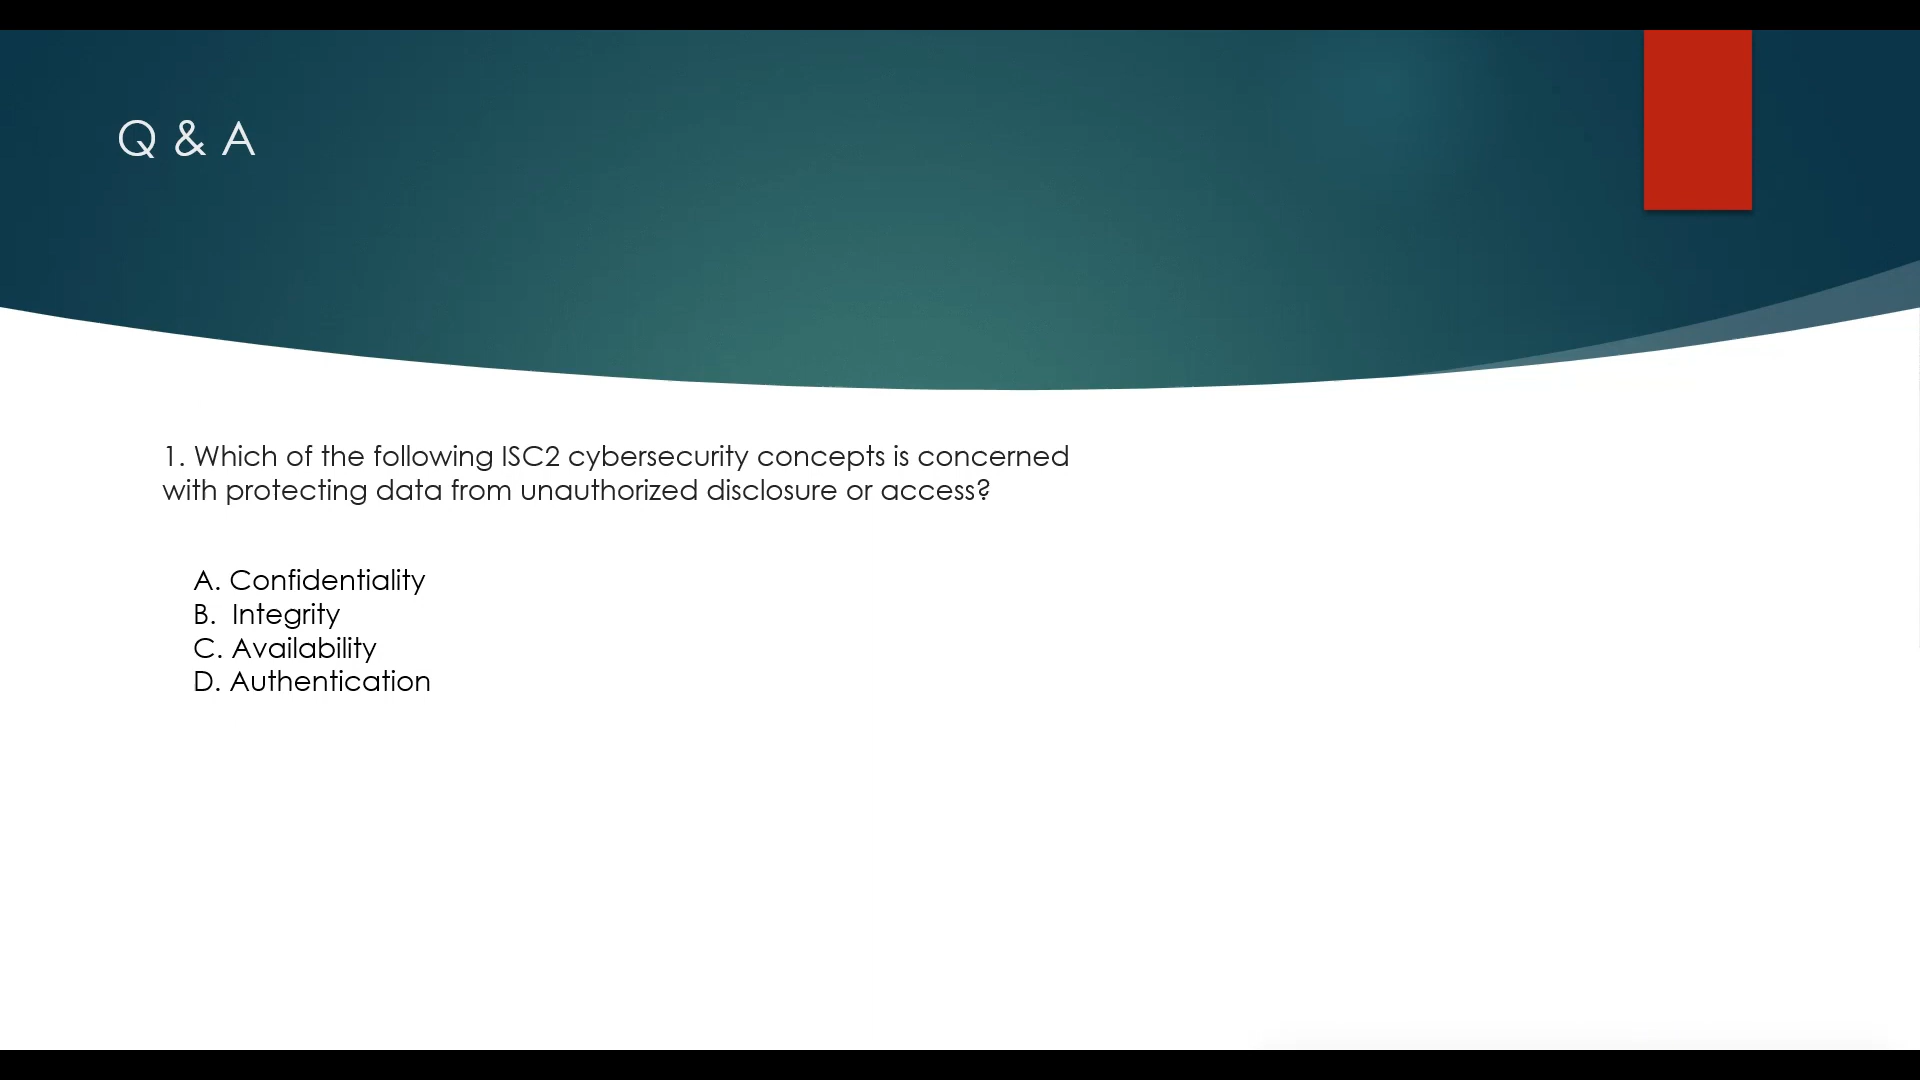 Q & A
1. Which of the following ISC2 cybersecurity concepts is concerned
with protecting data from unauthorized disclosure or access?
A. Confidentiality
B. Integrity
C. Availability
D. Authentication